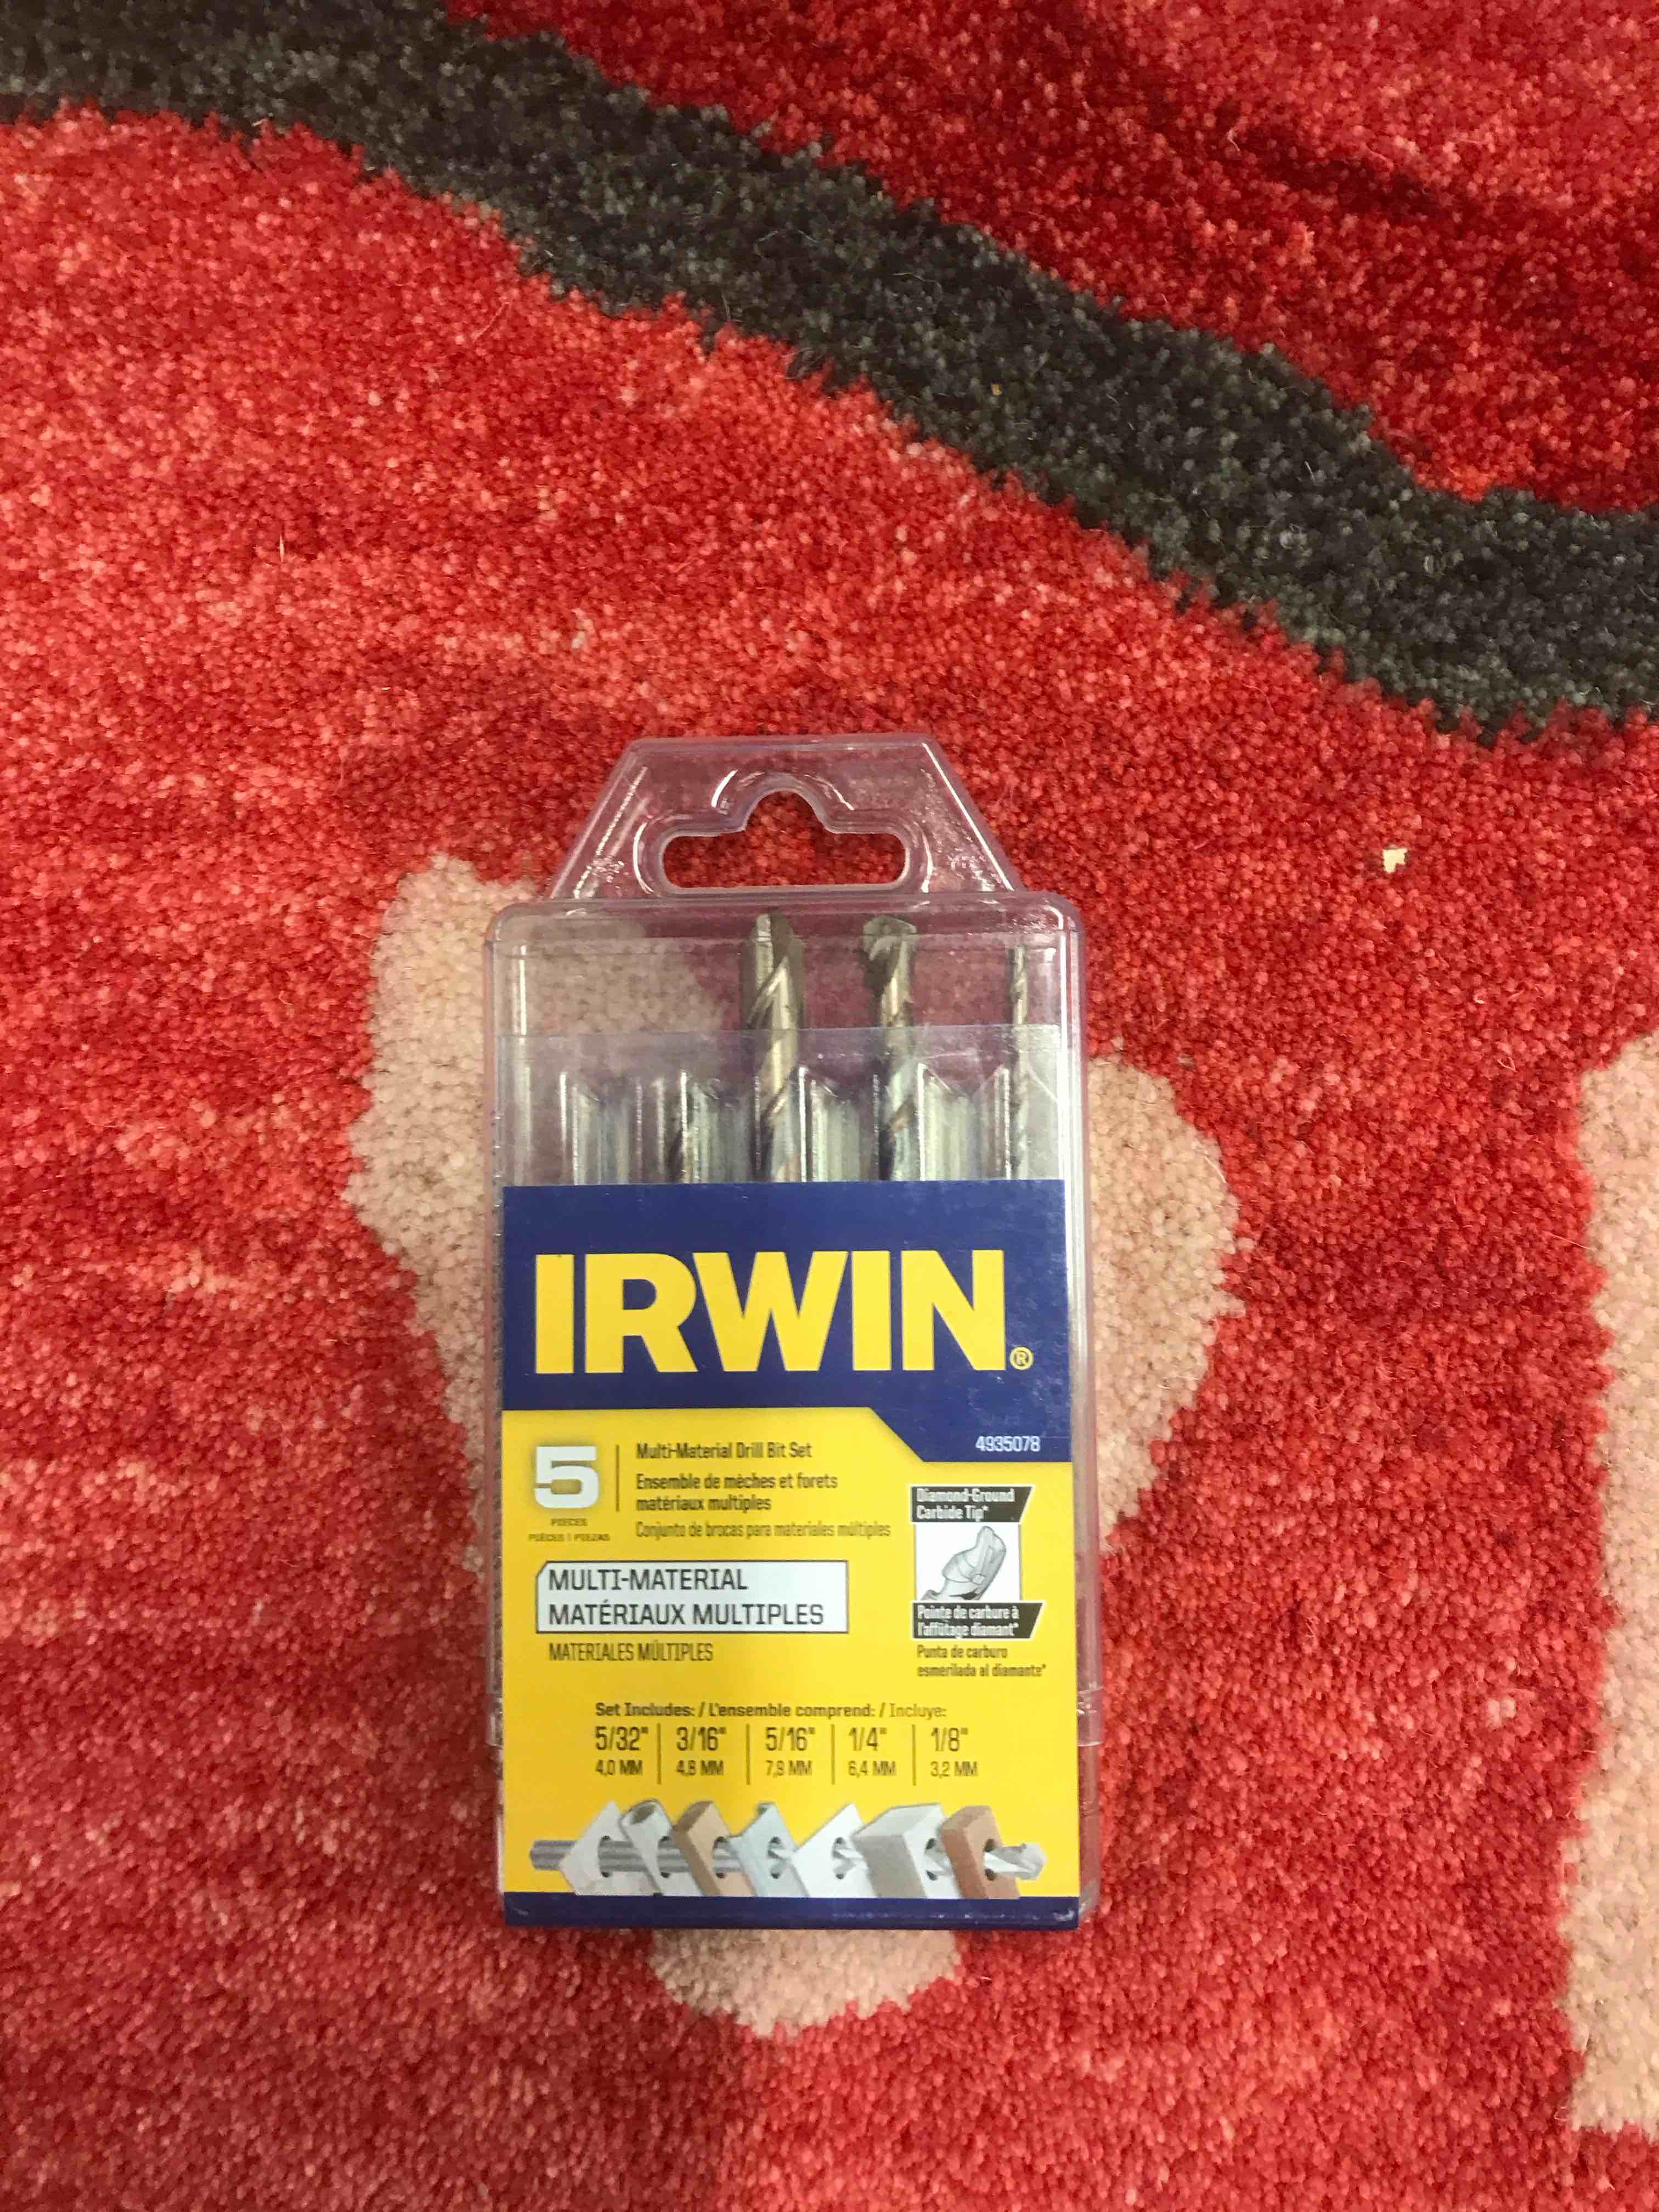 IRWIN®
4935078
5
PIECES
PIÈCES | PIEZAS
Multi-Material Drill Bit Set
Ensemble de mèches et forets
matériaux multiples
Conjunto de brocas para materiales múltiples
MULTI-MATERIAL
MATÉRIAUX MULTIPLES
MATERIALES MÚLTIPLES
Diamond-Ground
Carbide Tip*
Pointe de carbure à
l'affûtage diamant*
Punta de carburo
esmerilada al diamante*
Set Includes: / L'ensemble comprend: / Incluye:
5/32" 3/16" 5/16" 1/4" 1/8"
4,0 MM 4,8 MM 7,9 MM 6,4 MM 3,2 MM